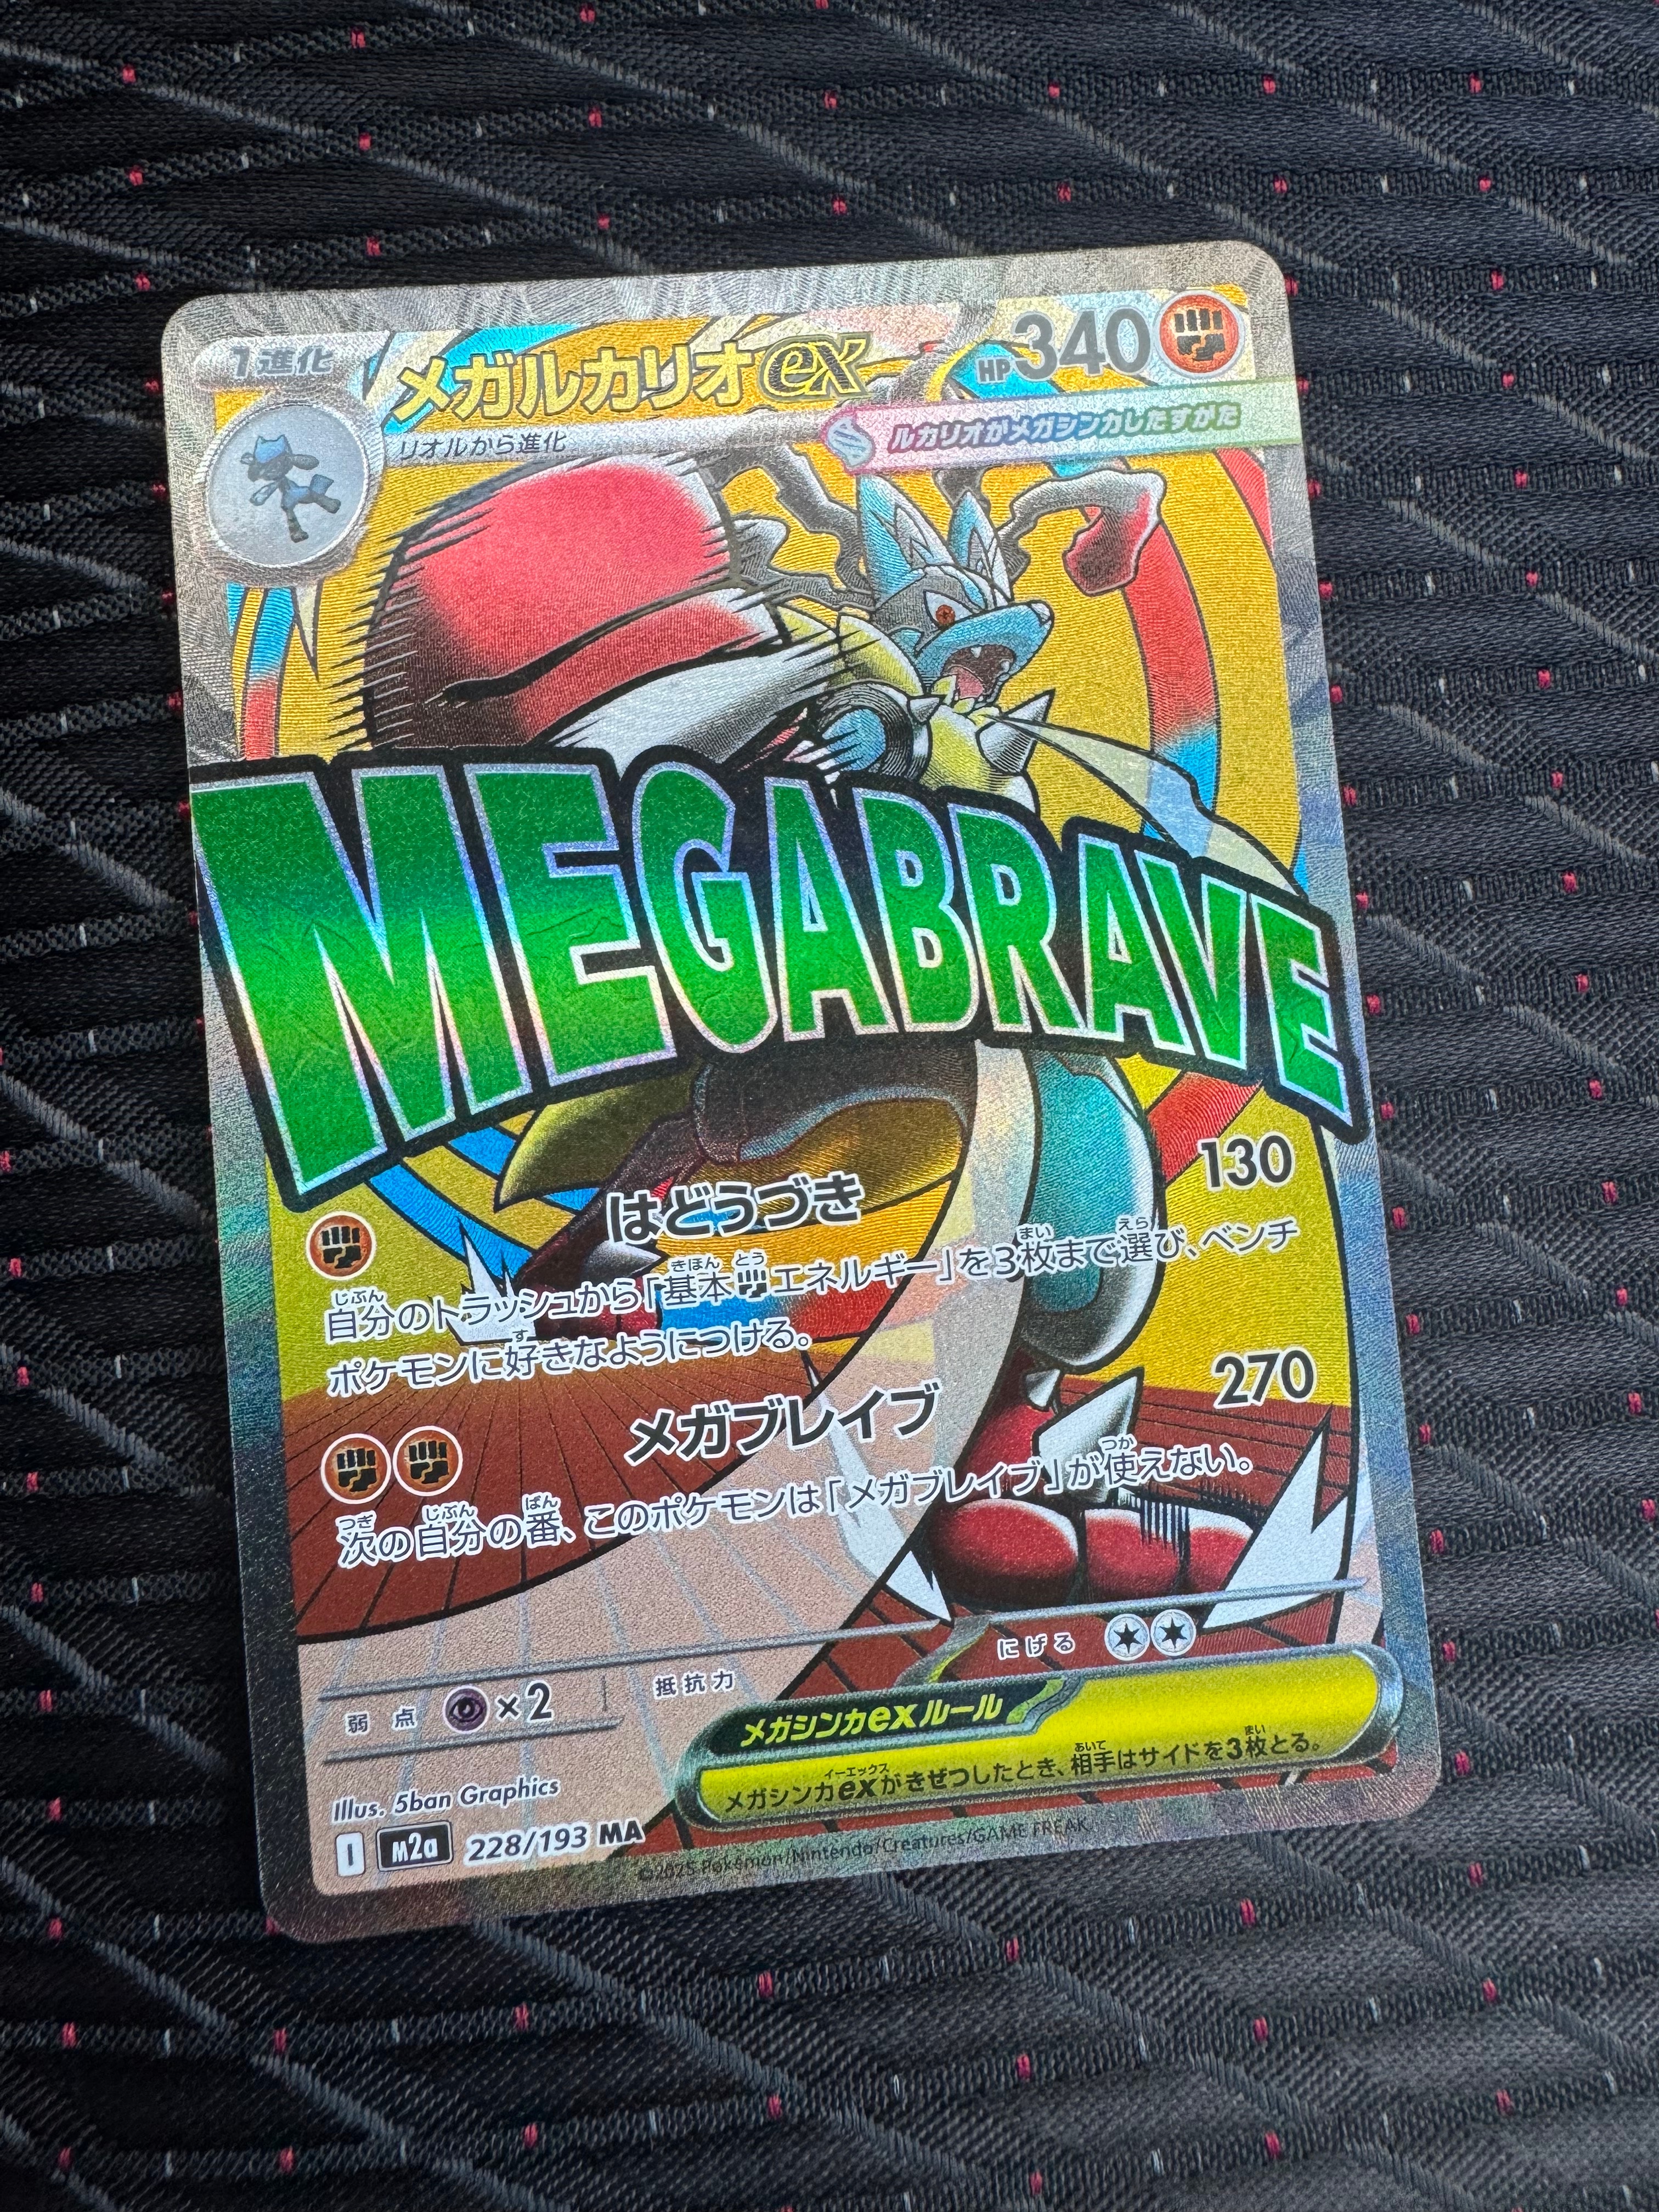 1進化
メガルカリオex
HP340
リオルから進化
ルカリオがメガシンカしたすがた
MEGABRAVE
はどうづき 130
自分のトラッシュから「基本エネルギー」を3枚まで選び、ベンチ
ポケモンに好きなようにつける。
メガブレイブ 270
次の自分の番、このポケモンは「メガブレイブ」が使えない。
弱点 ×2 抵抗力 にげる
メガシンカexルール
メガシンカexがきぜつしたとき、相手はサイドを3枚とる。
Illus. 5ban Graphics
I m2a 228/193 MA
©2025 Pokémon/Nintendo/Creatures/GAME FREAK.